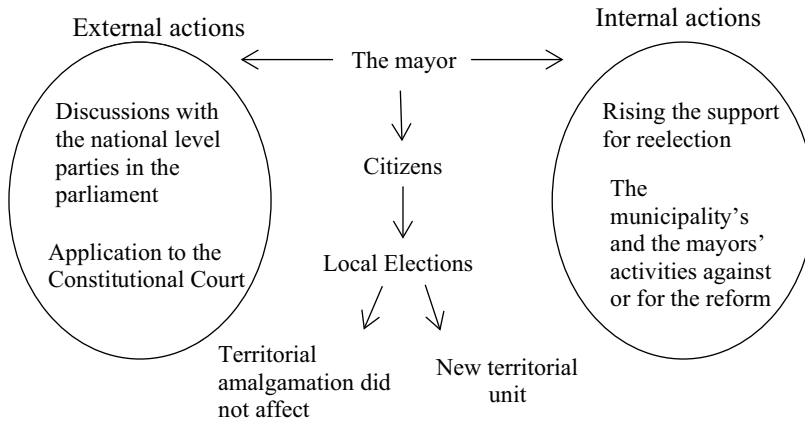 External actions
Internal actions
The mayor
Discussions with
the national level
parties in the
parliament
Application to the
Constitutional Court
Citizens
Local Elections
Territorial
amalgamation did
not affect
New territorial
unit
Rising the support
for reelection
The
municipality’s
and the mayors’
activities against
or for the reform